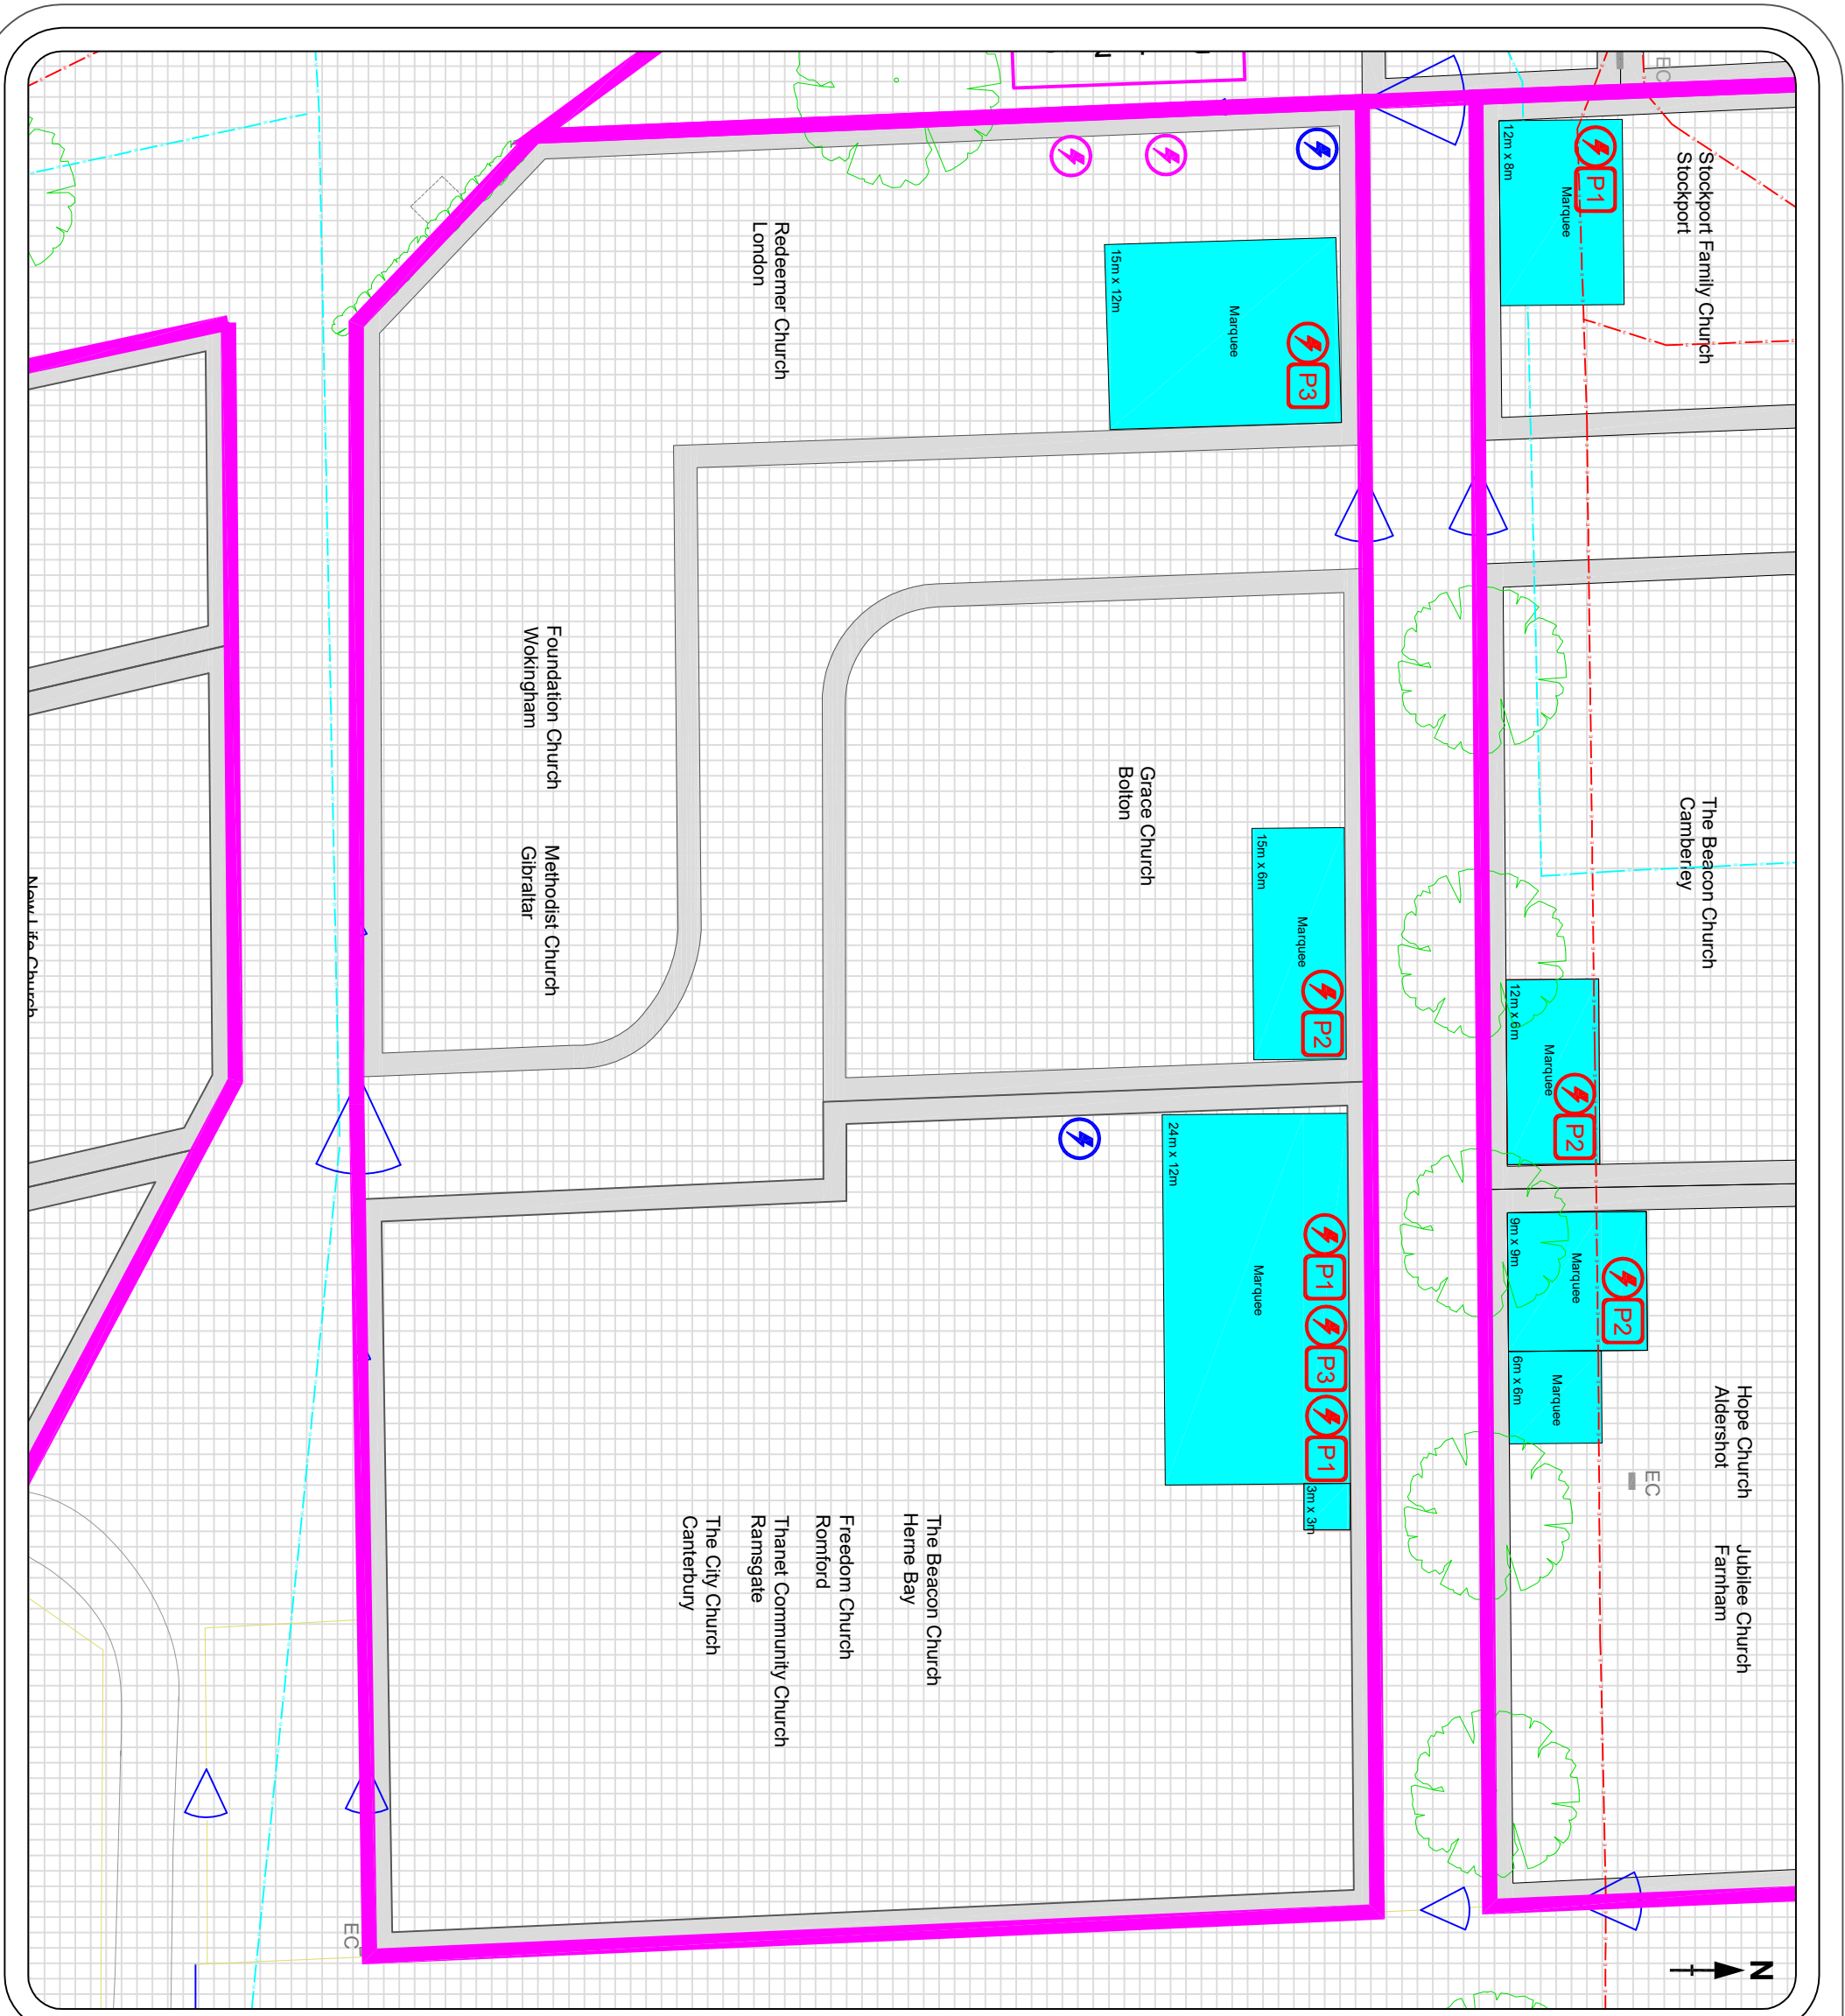 EC
Stockport Family Church
Stockport
12m x 8m
Marquee
P1
Redeemer Church
London
15m x 12m
Marquee
P3
Foundation Church
Wokingham
Methodist Church
Gibraltar
Grace Church
Bolton
15m x 6m
Marquee
P2
The Beacon Church
Camberley
12m x 6m
Marquee
P2
9m x 9m
Marquee
P2
6m x 6m
Marquee
Hope Church
Aldershot
EC
Jubilee Church
Farnham
24m x 12m
Marquee
P1
P3
P1
3m x 3m
The Beacon Church
Herne Bay
Freedom Church
Romford
Thanet Community Church
Ramsgate
The City Church
Canterbury
New Life Church
EC
N